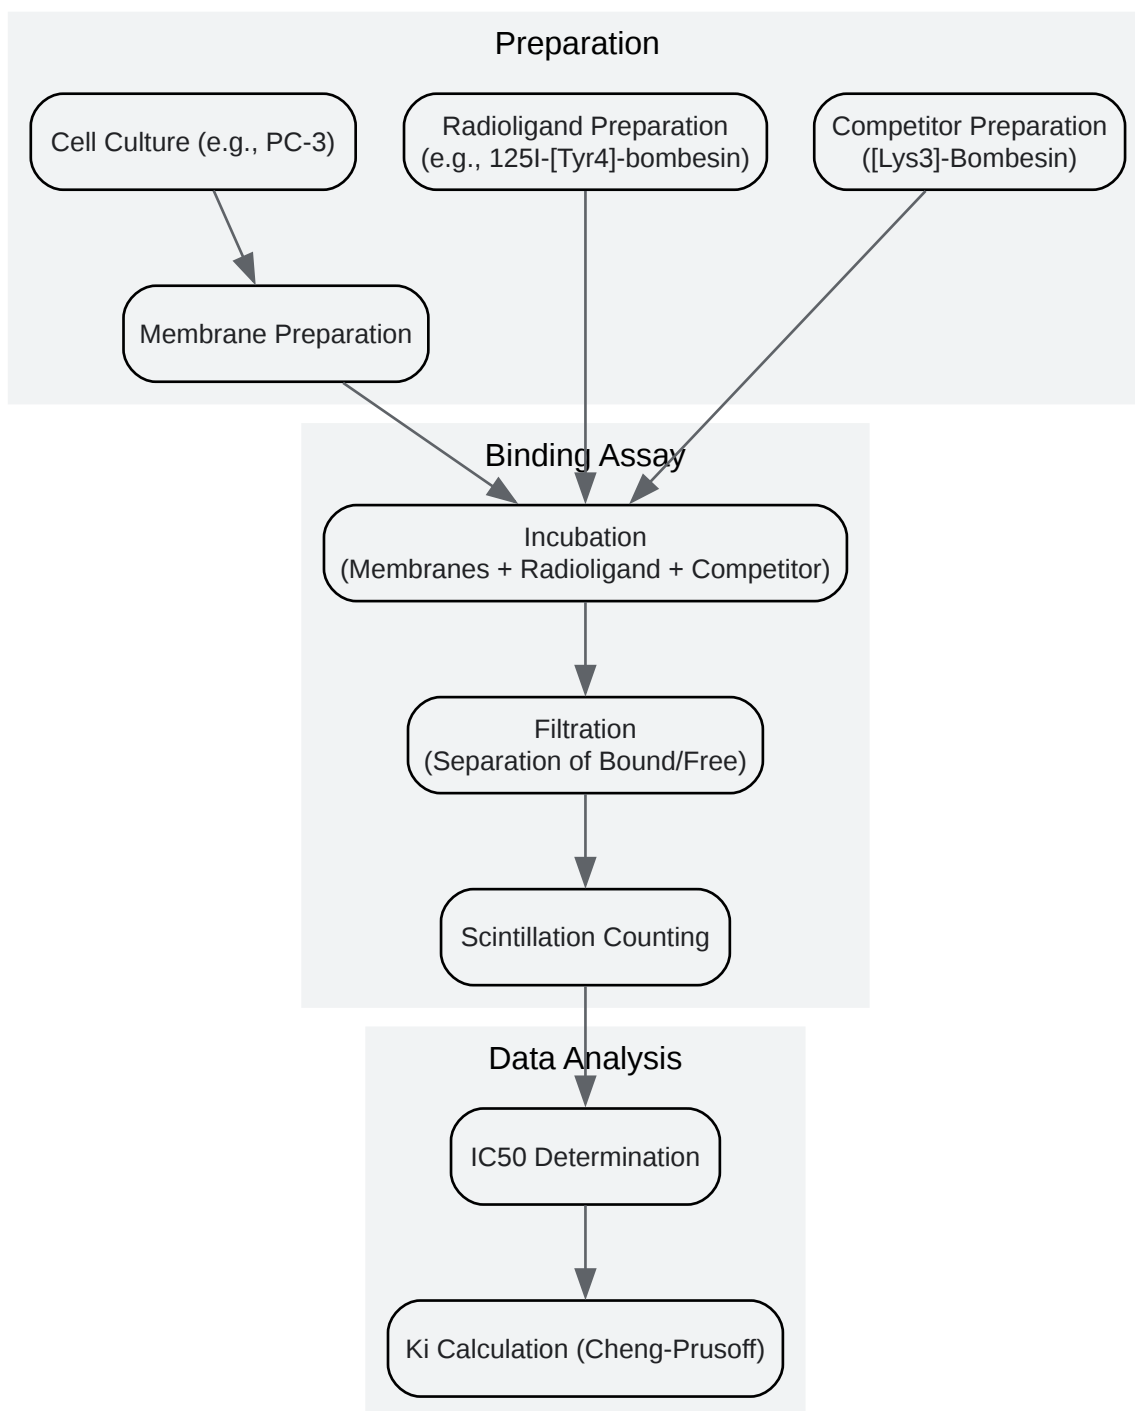 Preparation
Cell Culture (e.g., PC-3)
Radioligand Preparation
(e.g., 125I-[Tyr4]-bombesin)
Competitor Preparation
([Lys3]-Bombesin)
Membrane Preparation
Binding Assay
Incubation
(Membranes + Radioligand + Competitor)
Filtration
(Separation of Bound/Free)
Scintillation Counting
Data Analysis
IC50 Determination
Ki Calculation (Cheng-Prusoff)